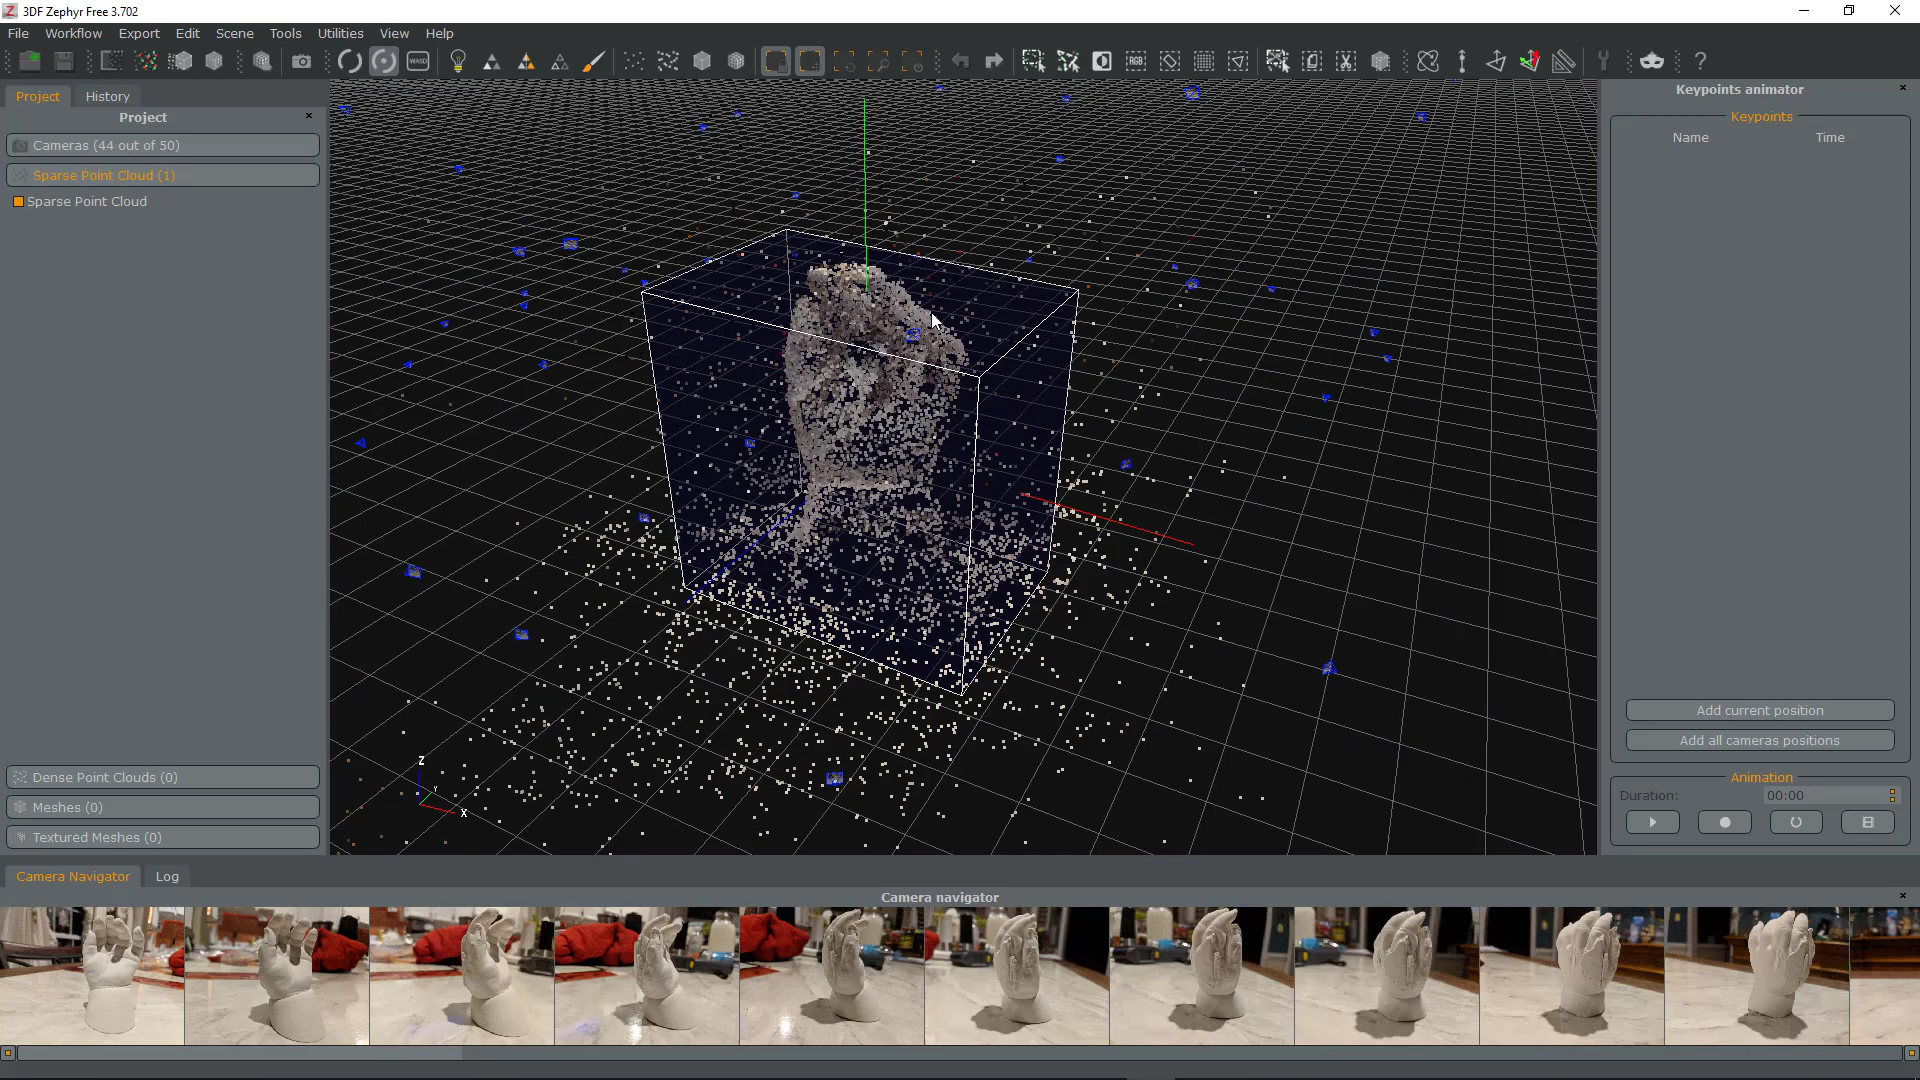 3DF Zephyr Free 3.702
File Workflow Export Edit Scene Tools Utilities View Help
WASD
RGB
Project History
Project
Cameras (44 out of 50)
Sparse Point Cloud (1)
Sparse Point Cloud
Dense Point Clouds (0)
Meshes (0)
Textured Meshes (0)
Z
Y
X
Keypoints animator
Keypoints
Name Time
Add current position
Add all cameras positions
Animation
Duration: 00:00
Camera Navigator Log
Camera navigator